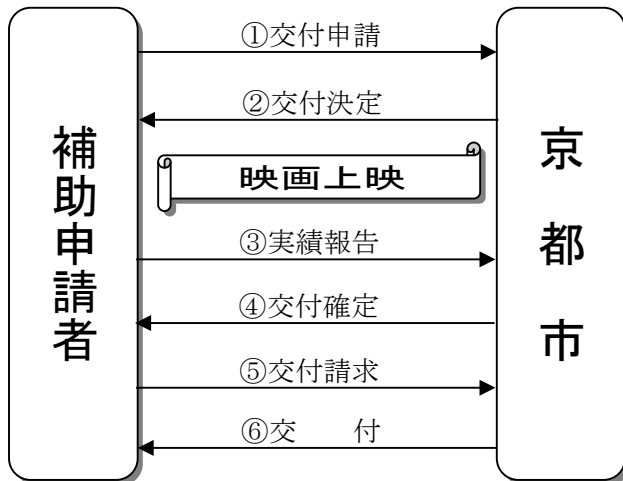 補助申請者
①交付申請
②交付決定
映画上映
③実績報告
④交付確定
⑤交付請求
⑥交　　付
京都市